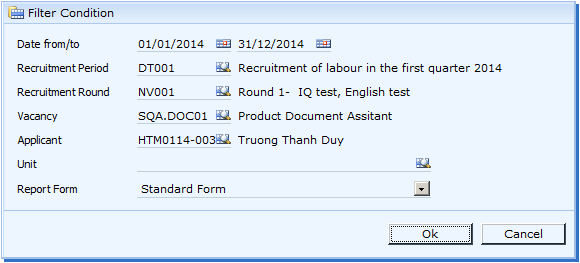 Filter Condition
Date from/to 01/01/2014 31/12/2014
Recruitment Period DT001 Recruitment of labour in the first quarter 2014
Recruitment Round NV001 Round 1- IQ test, English test
Vacancy SQA.DOC01 Product Document Assitant
Applicant HTM0114-003 Truong Thanh Duy
Unit
Report Form Standard Form
Ok Cancel